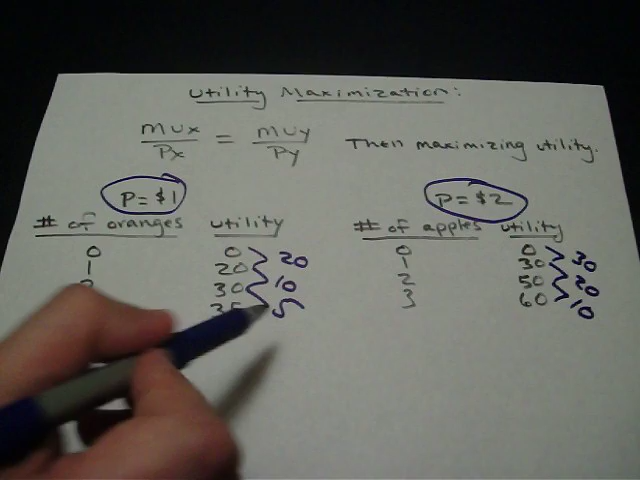 Utility Maximization:
MUx / Px = MUy / Py Then maximizing utility.
P=$1 P=$2
# of oranges utility # of apples utility
0 0 20 0 0 30
1 20 10 1 30 20
30 5 2 50 10
3 60